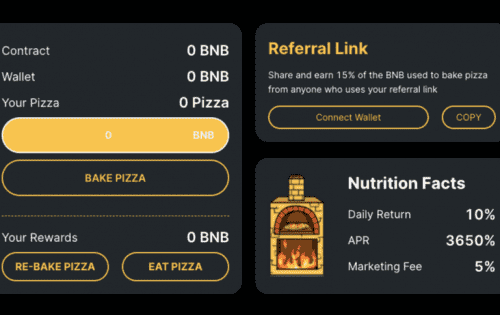 Contract 0 BNB
Wallet 0 BNB
Your Pizza 0 Pizza
0 BNB
BAKE PIZZA
Your Rewards 0 BNB
RE-BAKE PIZZA EAT PIZZA
Referral Link
Share and earn 15% of the BNB used to bake pizza
from anyone who uses your referral link
Connect Wallet COPY
Nutrition Facts
Daily Return 10%
APR 3650%
Marketing Fee 5%